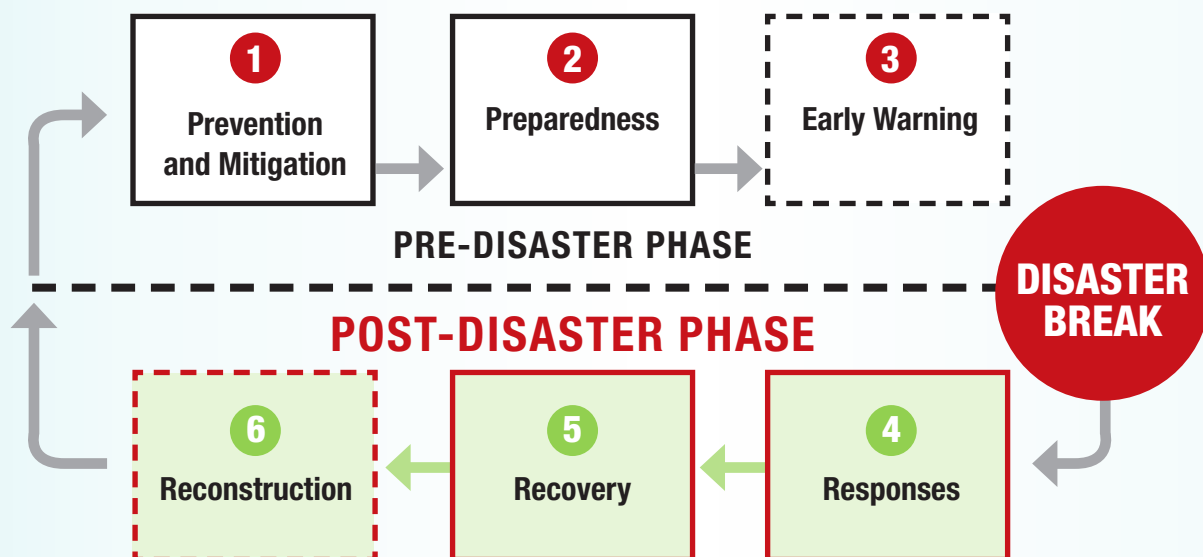 1
Prevention
and Mitigation
2
Preparedness
3
Early Warning
PRE-DISASTER PHASE
DISASTER
BREAK
POST-DISASTER PHASE
6
Reconstruction
5
Recovery
4
Responses